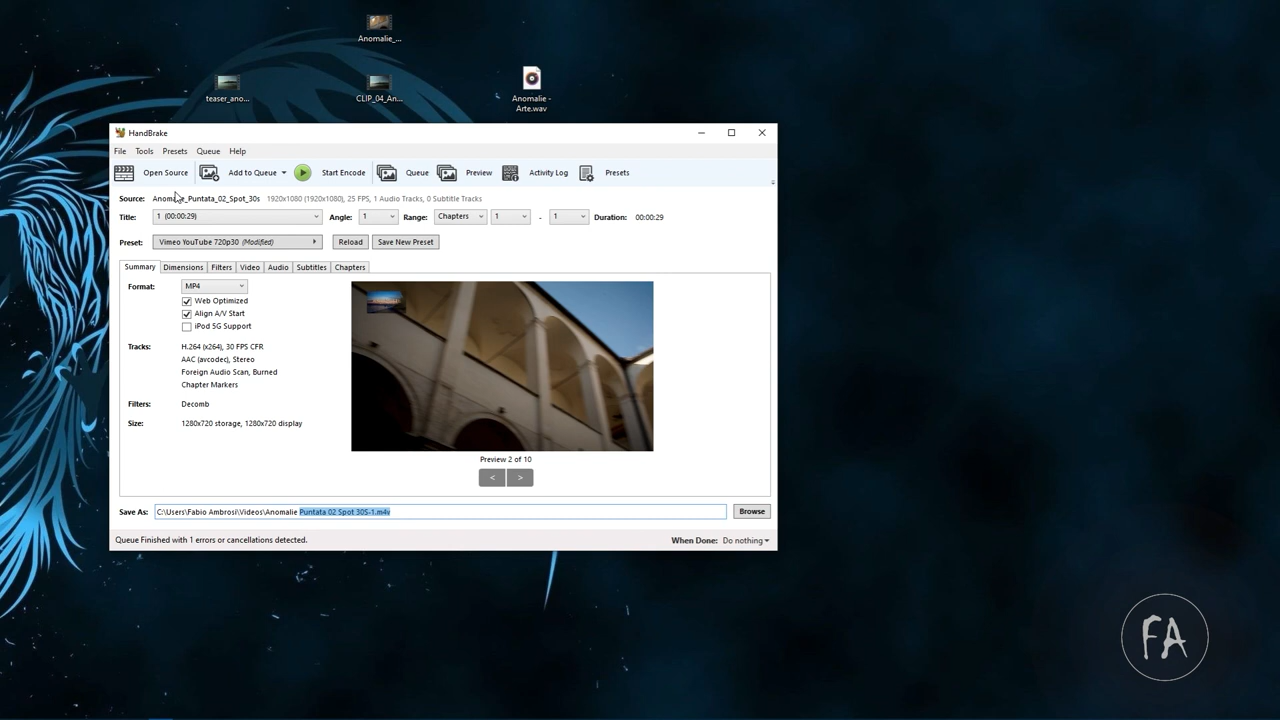 Anomalie_...
teaser_ano...
CLIP_04_An...
Anomalie -
Arte.wav
HandBrake
File Tools Presets Queue Help
Open Source Add to Queue Start Encode Queue Preview Activity Log Presets
Source: Anomalie_Puntata_02_Spot_30s 1920x1080 (1920x1080), 25 FPS, 1 Audio Tracks, 0 Subtitle Tracks
Title: 1 (00:00:29) Angle: 1 Range: Chapters 1 - 1 Duration: 00:00:29
Preset: Vimeo YouTube 720p30 (Modified) Reload Save New Preset
Summary Dimensions Filters Video Audio Subtitles Chapters
Format: MP4
Web Optimized
Align A/V Start
iPod 5G Support
Tracks: H.264 (x264), 30 FPS CFR
AAC (avcodec), Stereo
Foreign Audio Scan, Burned
Chapter Markers
Filters: Decomb
Size: 1280x720 storage, 1280x720 display
Preview 2 of 10
< >
Save As: C:\Users\Fabio Ambrosi\Videos\Anomalie Puntata 02 Spot 30S-1.m4v Browse
Queue Finished with 1 errors or cancellations detected. When Done: Do nothing
FA